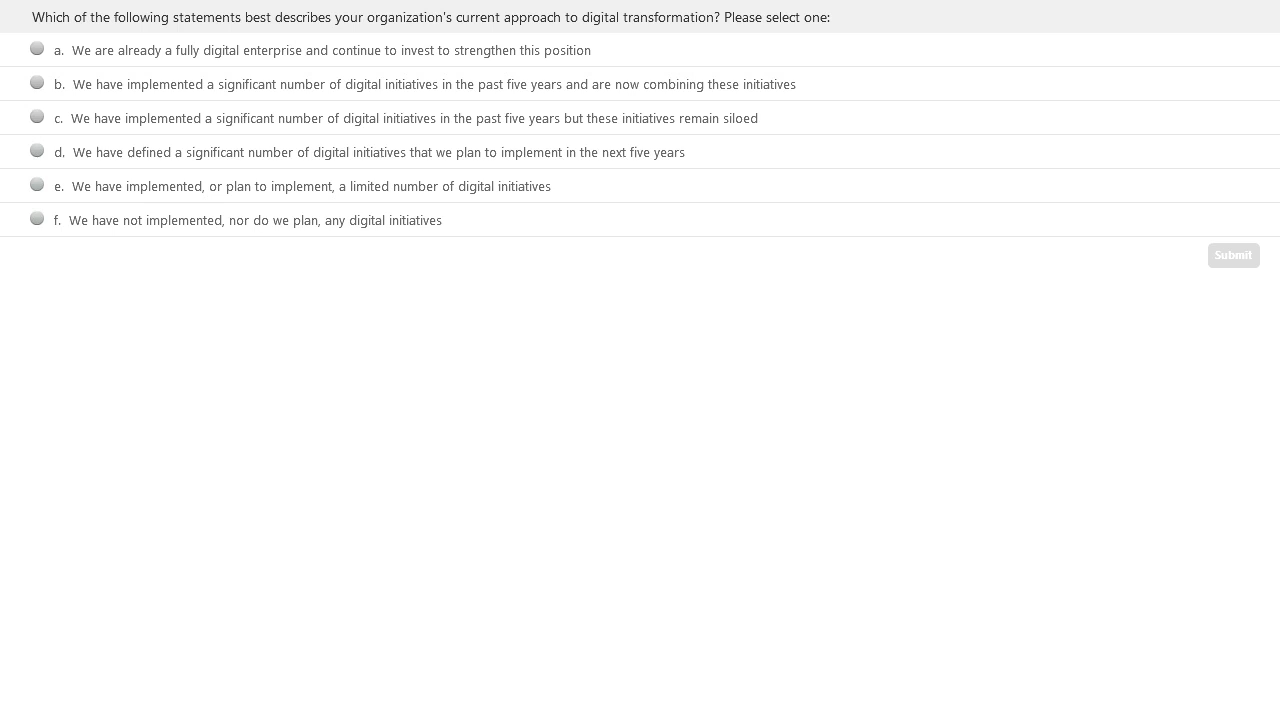 Which of the following statements best describes your organization's current approach to digital transformation? Please select one:
a. We are already a fully digital enterprise and continue to invest to strengthen this position
b. We have implemented a significant number of digital initiatives in the past five years and are now combining these initiatives
c. We have implemented a significant number of digital initiatives in the past five years but these initiatives remain siloed
d. We have defined a significant number of digital initiatives that we plan to implement in the next five years
e. We have implemented, or plan to implement, a limited number of digital initiatives
f. We have not implemented, nor do we plan, any digital initiatives
Submit